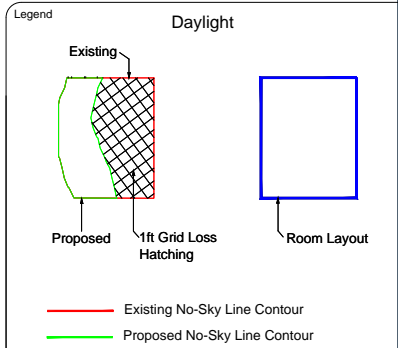 Legend
Daylight
Existing
Proposed
1ft Grid Loss
Hatching
Room Layout
Existing No-Sky Line Contour
Proposed No-Sky Line Contour